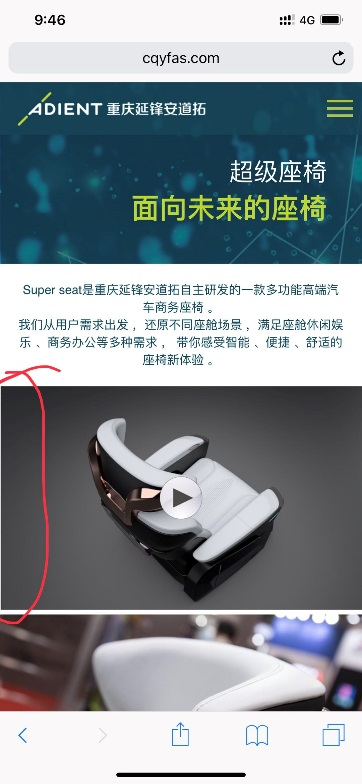 9:46
4G
cqyfas.com
ADIENT 重庆延锋安道拓
超级座椅
面向未来的座椅
Super seat是重庆延锋安道拓自主研发的一款多功能高端汽
车商务座椅 。
我们从用户需求出发 ，还原不同座舱场景 ，满足座舱休闲娱
乐 、商务办公等多种需求 ， 带你感受智能 、便捷 、舒适的
座椅新体验 。